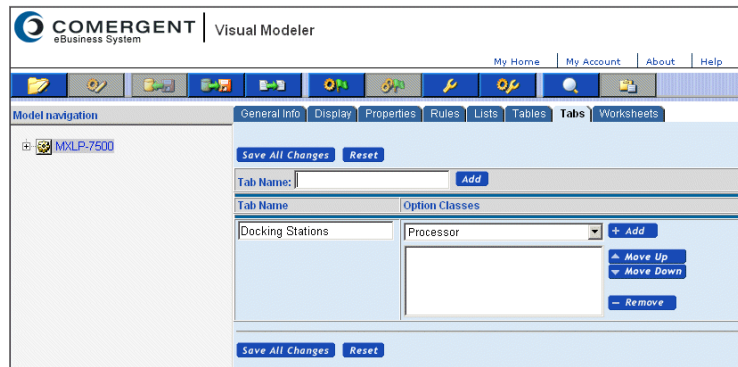 COMERGENT
eBusiness System
Visual Modeler
My Home My Account About Help
Model navigation
General Info Display Properties Rules Lists Tables Tabs Worksheets
MXLP-7500
Save All Changes Reset
Tab Name: Add
Tab Name Option Classes
Docking Stations Processor + Add
Move Up
Move Down
– Remove
Save All Changes Reset